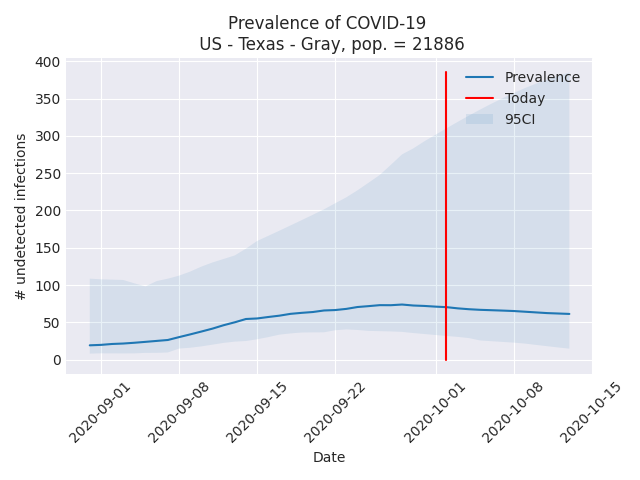 Prevalence of COVID-19
US - Texas - Gray, pop. = 21886
400
350
300
250
200
150
100
50
0
# undetected infections
Prevalence
Today
95CI
2020-09-01
2020-09-08
2020-09-15
2020-09-22
2020-10-01
2020-10-08
2020-10-15
Date